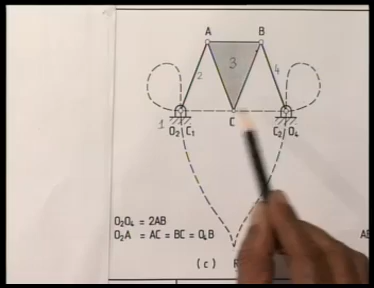 A B
2 3 4
1 O₂ C₁ C C₂ O₄
O₂O₄ = 2AB
O₂A = AC = BC = O₄B
(c) R